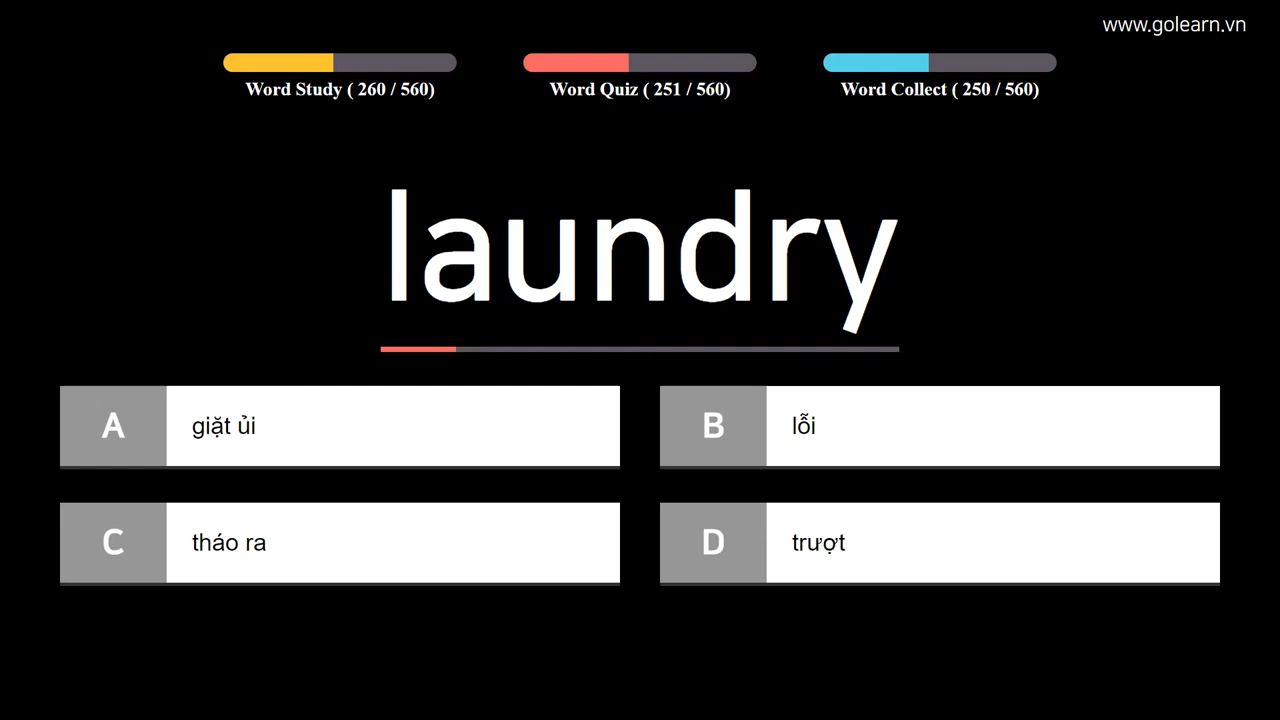 www.golearn.vn
Word Study ( 260 / 560)
Word Quiz ( 251 / 560)
Word Collect ( 250 / 560)
laundry
A giặt ủi
B lỗi
C tháo ra
D trượt